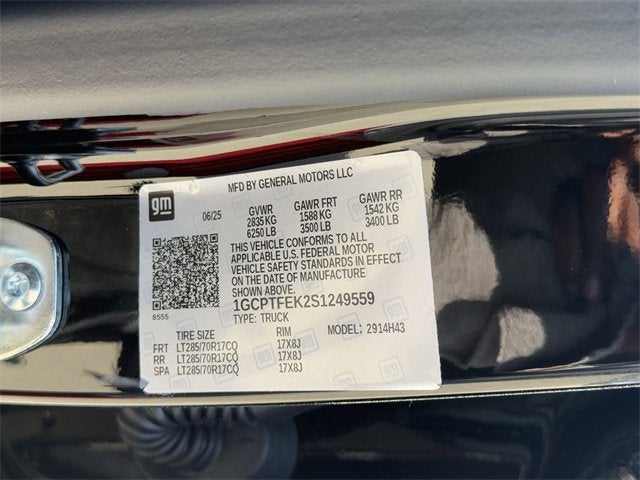 MFD BY GENERAL MOTORS LLC
gm
06/25 GVWR GAWR FRT GAWR RR
2835 KG 1588 KG 1542 KG
6250 LB 3500 LB 3400 LB
THIS VEHICLE CONFORMS TO ALL
APPLICABLE U.S. FEDERAL MOTOR
VEHICLE SAFETY STANDARDS IN EFFECT
ON THE DATE OF MANUFACTURE
SHOWN ABOVE.
8555 1GCPTFEK2S1249559
TYPE: TRUCK
TIRE SIZE RIM MODEL: 2914H43
FRT LT285/70R17CQ 17X8J
RR LT285/70R17CQ 17X8J
SPA LT285/70R17CQ 17X8J